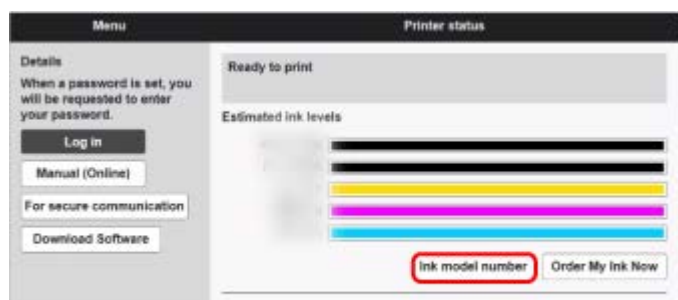 Menu
Printer status
Details
When a password is set, you
will be requested to enter
your password.
Log in
Manual (Online)
For secure communication
Download Software
Ready to print
Estimated ink levels
Ink model number
Order My Ink Now